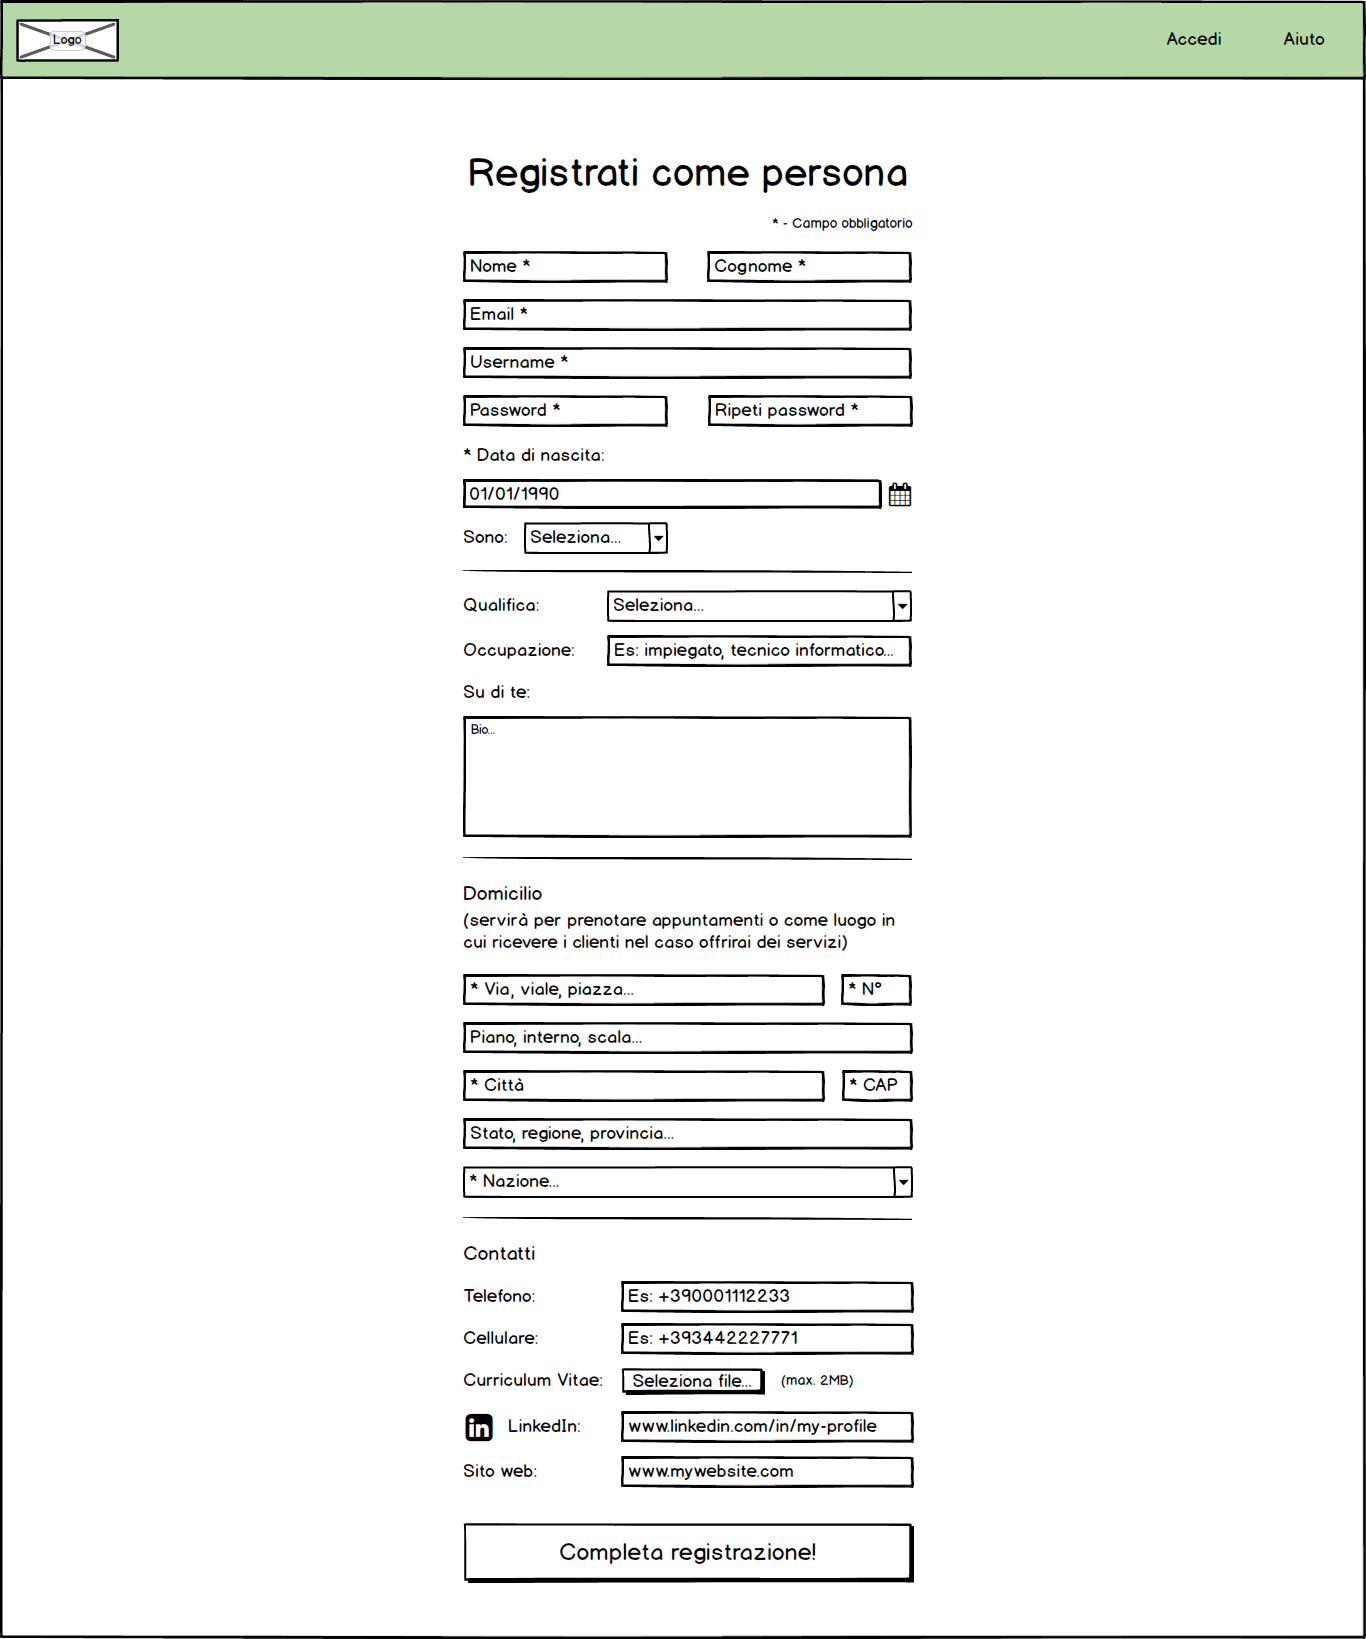 Logo
Accedi
Aiuto
Registrati come persona
* - Campo obbligatorio
Nome *
Cognome *
Email *
Username *
Password *
Ripeti password *
* Data di nascita:
01/01/1990
Sono:
Seleziona...
Qualifica:
Seleziona...
Occupazione:
Es: impiegato, tecnico informatico...
Su di te:
Bio...
Domicilio
(servirà per prenotare appuntamenti o come luogo in
cui ricevere i clienti nel caso offrirai dei servizi)
* Via, viale, piazza...
* N°
Piano, interno, scala...
* Città
* CAP
Stato, regione, provincia...
* Nazione...
Contatti
Telefono:
Es: +390001112233
Cellulare:
Es: +393442227771
Curriculum Vitae:
Seleziona file...
(max. 2MB)
in
LinkedIn:
www.linkedin.com/in/my-profile
Sito web:
www.mywebsite.com
Completa registrazione!